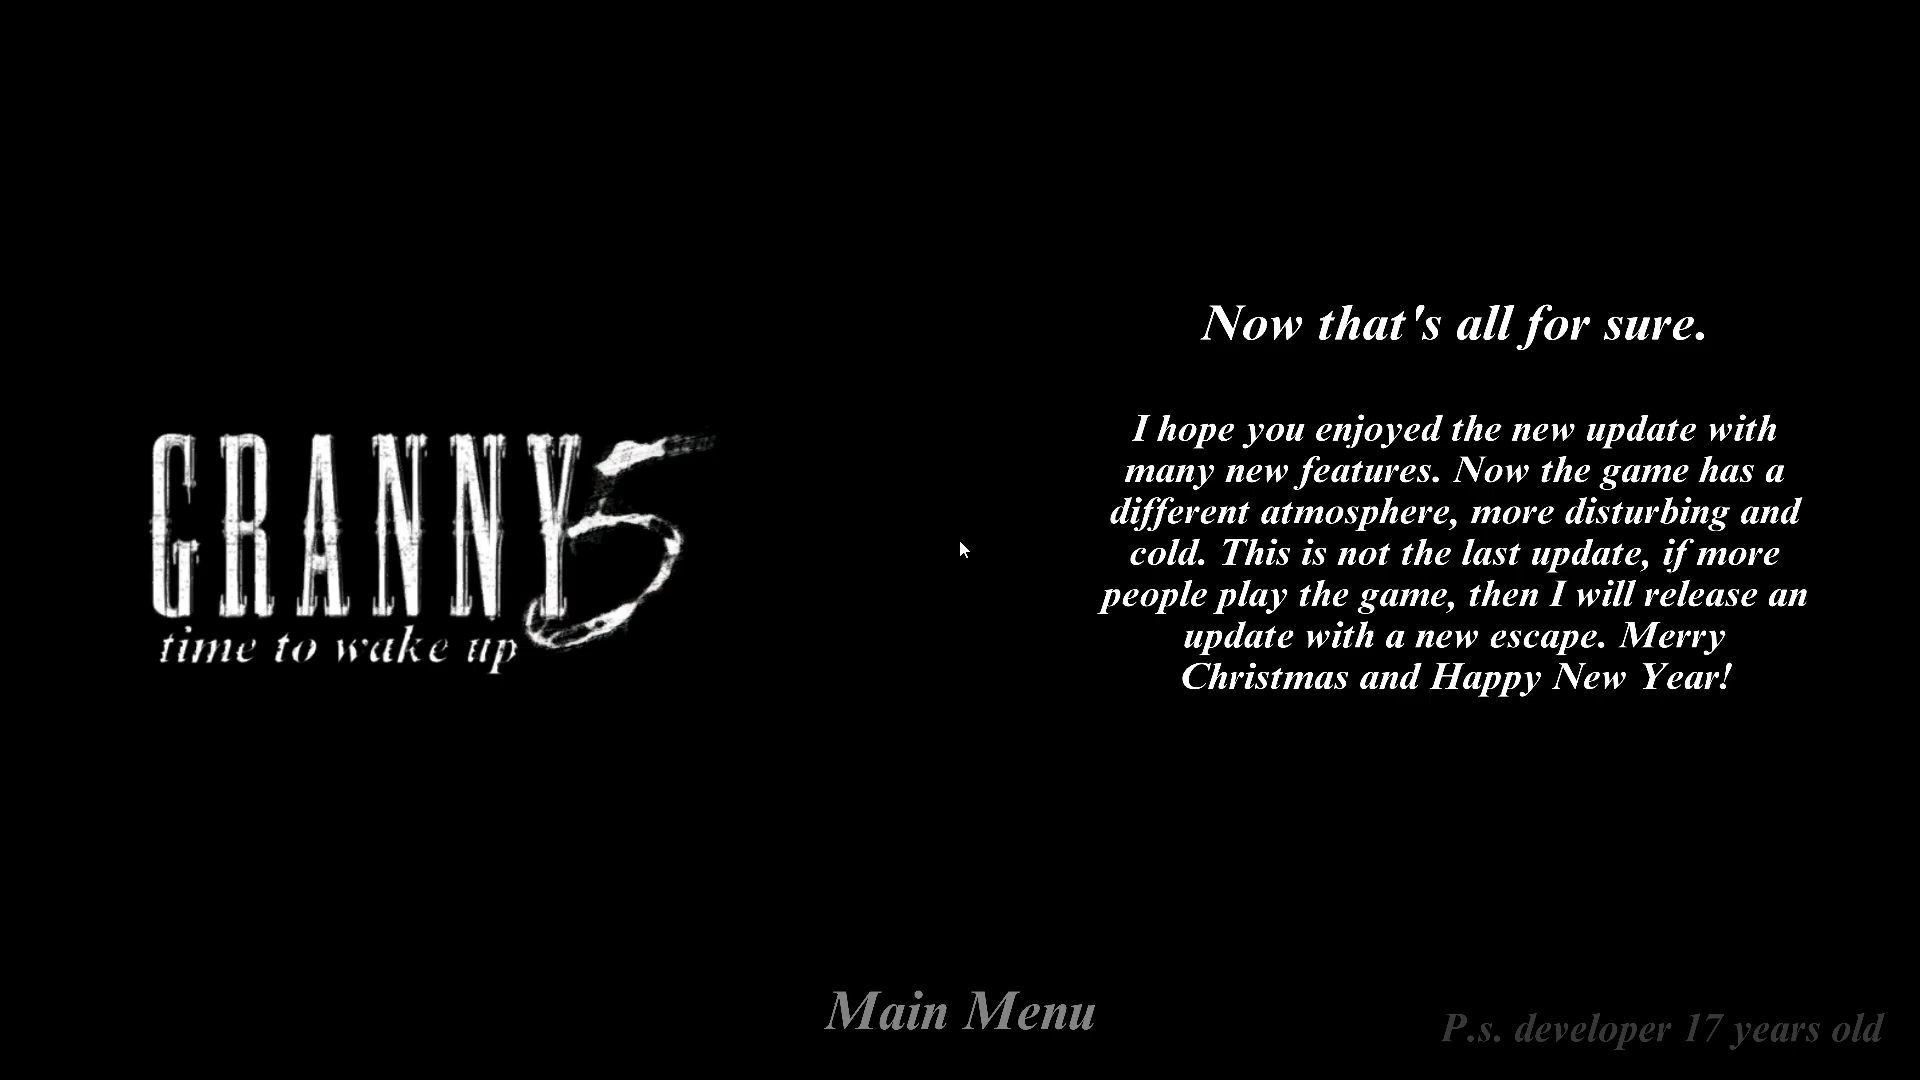 GRANNY 5
time to wake up
Now that's all for sure.
I hope you enjoyed the new update with
many new features. Now the game has a
different atmosphere, more disturbing and
cold. This is not the last update, if more
people play the game, then I will release an
update with a new escape. Merry
Christmas and Happy New Year!
Main Menu
P.s. developer 17 years old